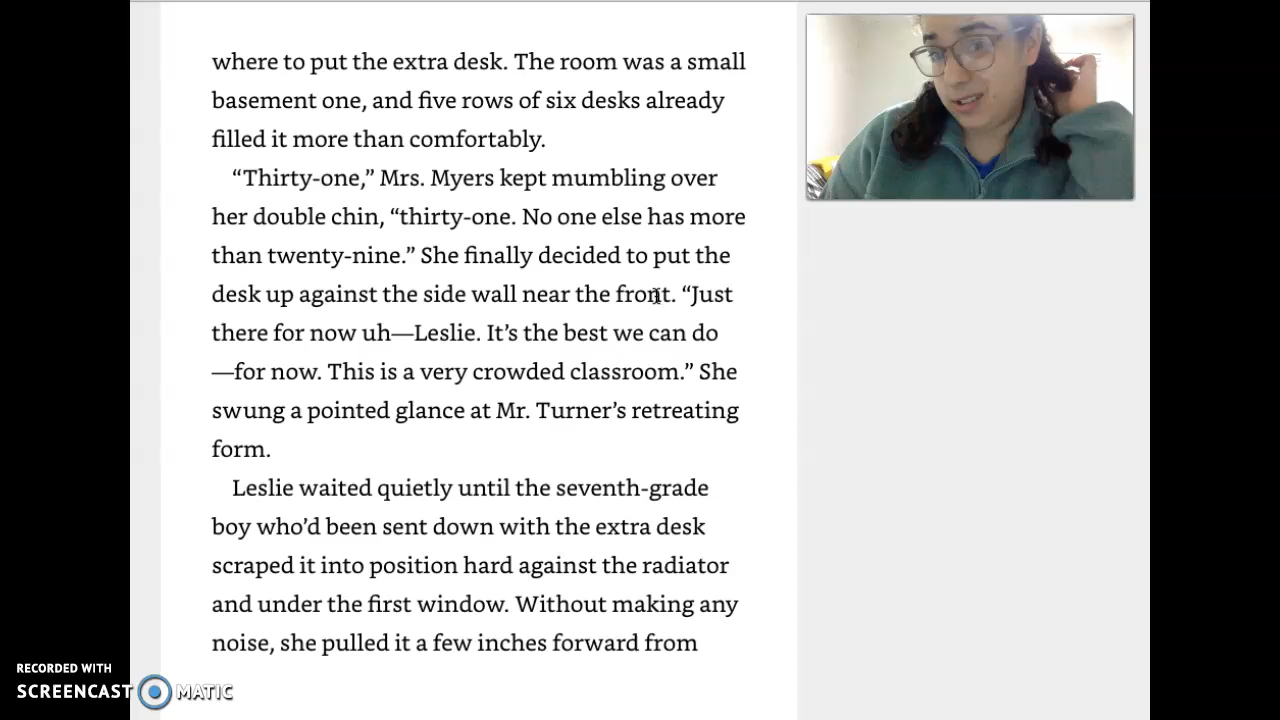 where to put the extra desk. The room was a small
basement one, and five rows of six desks already
filled it more than comfortably.
“Thirty-one,” Mrs. Myers kept mumbling over
her double chin, “thirty-one. No one else has more
than twenty-nine.” She finally decided to put the
desk up against the side wall near the front. “Just
there for now uh—Leslie. It’s the best we can do
—for now. This is a very crowded classroom.” She
swung a pointed glance at Mr. Turner’s retreating
form.
Leslie waited quietly until the seventh-grade
boy who’d been sent down with the extra desk
scraped it into position hard against the radiator
and under the first window. Without making any
noise, she pulled it a few inches forward from
RECORDED WITH
SCREENCAST MATIC